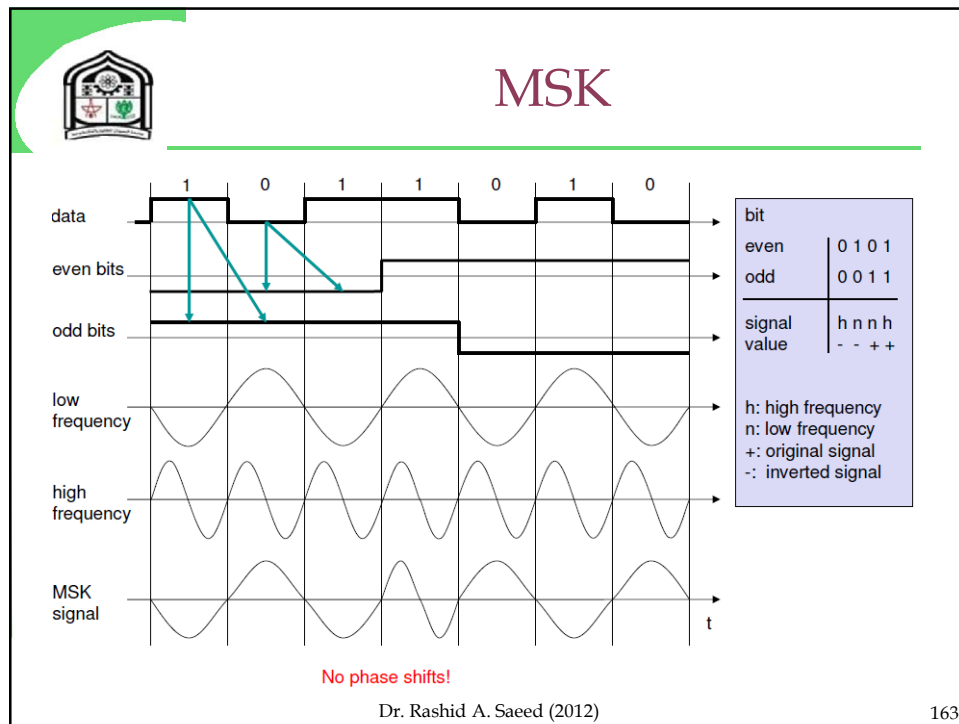 MSK
1 0 1 1 0 1 0
data
even bits
odd bits
low
frequency
high
frequency
MSK
signal
t
bit
even 0 1 0 1
odd 0 0 1 1
signal h n n h
value - - + +
h: high frequency
n: low frequency
+: original signal
-: inverted signal
No phase shifts!
Dr. Rashid A. Saeed (2012)
163